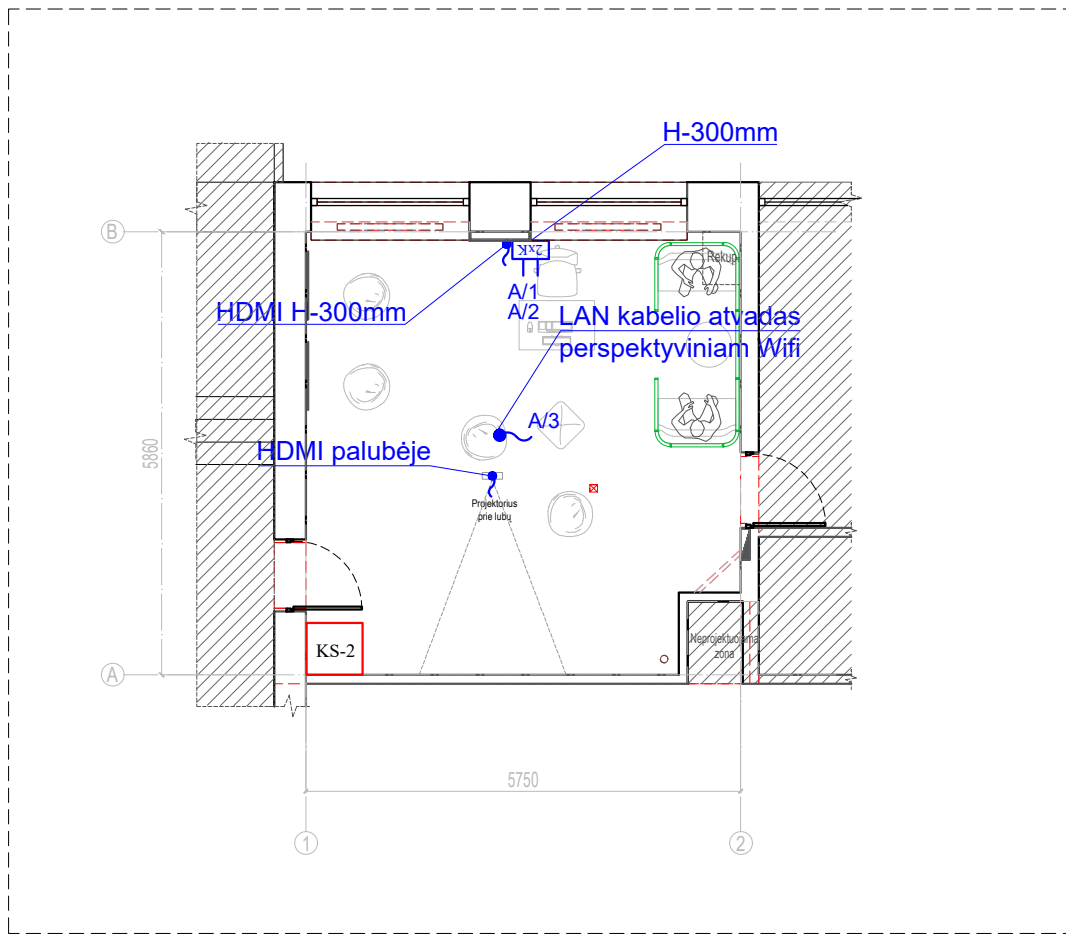 H-300mm
B
2xK
Rekup
A/1
A/2
HDMI H-300mm
LAN kabelio atvadas
perspektyviniam Wifi
A/3
5860
HDMI palubėje
Projektorius
prie lubų
KS-2
Neprojektuojama
zona
A
5750
1
2